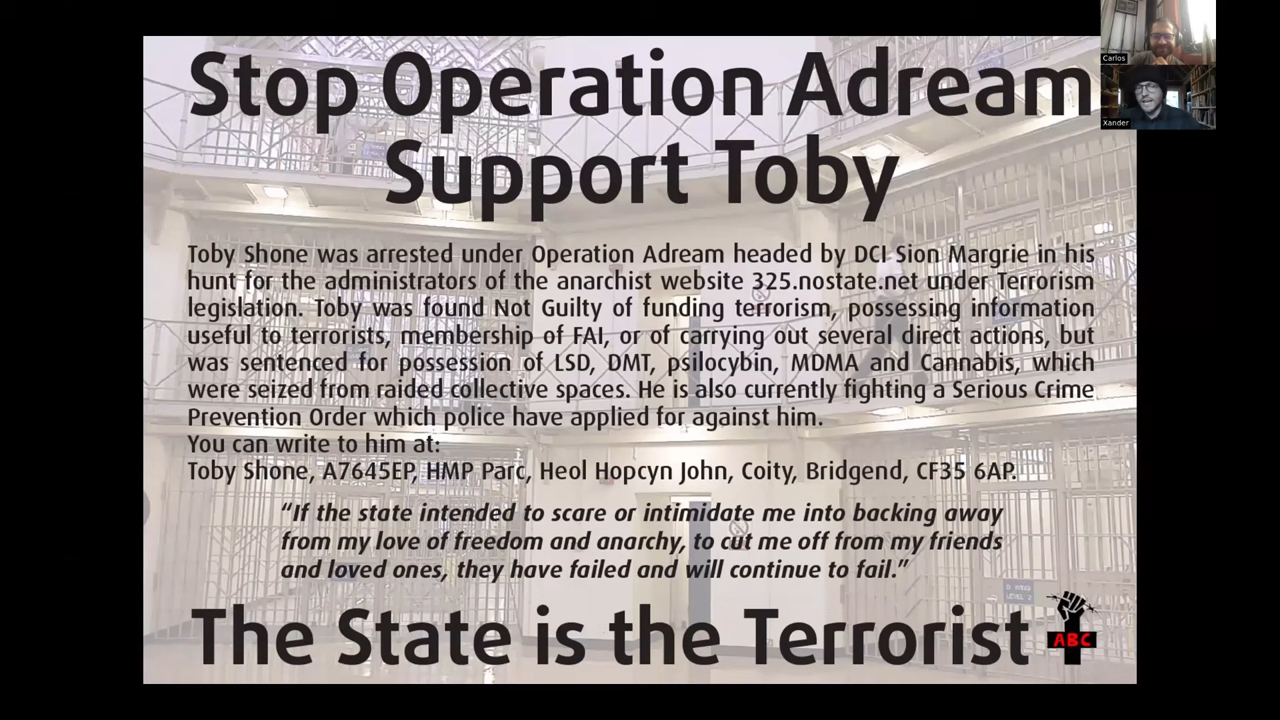 Stop Operation Adream
Support Toby
Carlos
Xander
Toby Shone was arrested under Operation Adream headed by DCI Sion Margrie in his
hunt for the administrators of the anarchist website 325.nostate.net under Terrorism
legislation. Toby was found Not Guilty of funding terrorism, possessing information
useful to terrorists, membership of FAI, or of carrying out several direct actions, but
was sentenced for possession of LSD, DMT, psilocybin, MDMA and Cannabis, which
were seized from raided collective spaces. He is also currently fighting a Serious Crime
Prevention Order which police have applied for against him.
You can write to him at:
Toby Shone, A7645EP, HMP Parc, Heol Hopcyn John, Coity, Bridgend, CF35 6AP.
“If the state intended to scare or intimidate me into backing away
from my love of freedom and anarchy, to cut me off from my friends
and loved ones, they have failed and will continue to fail.”
D WING
LEVEL 2
The State is the Terrorist
ABC